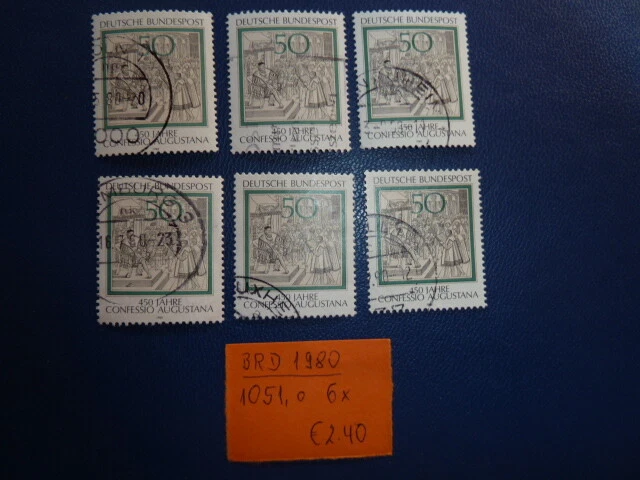 DEUTSCHE BUNDESPOST
50
450 JAHRE
CONFESSIO AUGUSTANA
DEUTSCHE BUNDESPOST
50
450 JAHRE
CONFESSIO AUGUSTANA
DEUTSCHE BUNDESPOST
50
450 JAHRE
CONFESSIO AUGUSTANA
DEUTSCHE BUNDESPOST
50
450 JAHRE
CONFESSIO AUGUSTANA
DEUTSCHE BUNDESPOST
50
450 JAHRE
CONFESSIO AUGUSTANA
DEUTSCHE BUNDESPOST
50
450 JAHRE
CONFESSIO AUGUSTANA
BRD 1980
1051, o 6x
€2.40